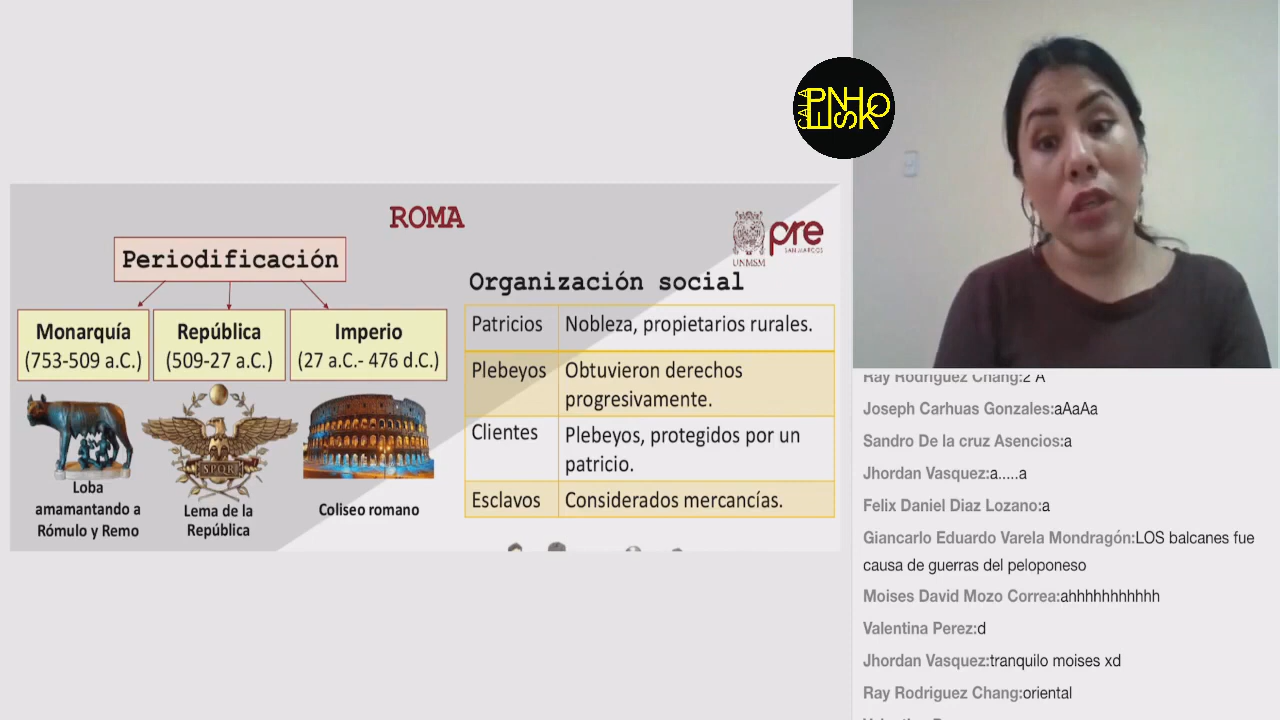 CALA
PENHO
ESK
ROMA
pre
SAN MARCOS
UNMSM
Periodificación
Monarquía
(753-509 a.C.)
República
(509-27 a.C.)
Imperio
(27 a.C.- 476 d.C.)
SPQR
Loba
amamantando a
Rómulo y Remo
Lema de la
República
Coliseo romano
Organización social
Patricios Nobleza, propietarios rurales.
Plebeyos Obtuvieron derechos
progresivamente.
Clientes Plebeyos, protegidos por un
patricio.
Esclavos Considerados mercancías.
Ray Rodriguez Chang:2 A
Joseph Carhuas Gonzales:aAaAa
Sandro De la cruz Asencios:a
Jhordan Vasquez:a.....a
Felix Daniel Diaz Lozano:a
Giancarlo Eduardo Varela Mondragón:LOS balcanes fue
causa de guerras del peloponeso
Moises David Mozo Correa:ahhhhhhhhhhh
Valentina Perez:d
Jhordan Vasquez:tranquilo moises xd
Ray Rodriguez Chang:oriental